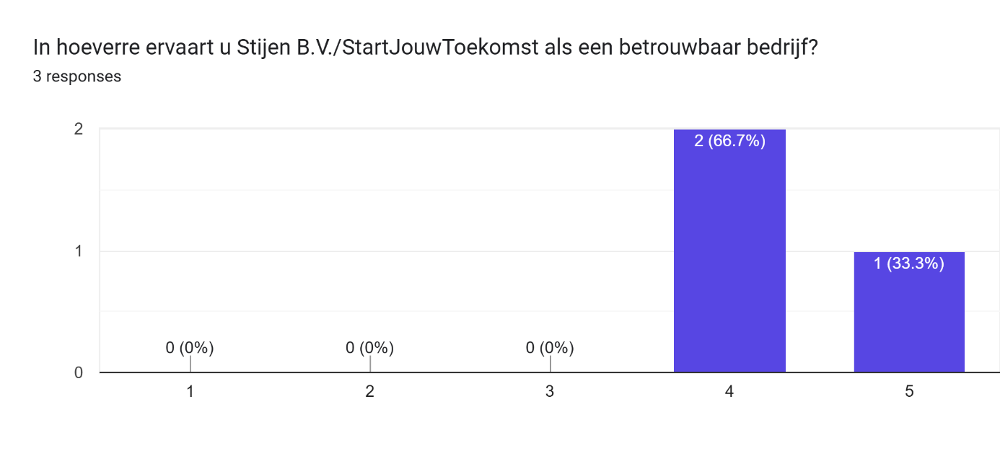 In hoeverre ervaart u Stijen B.V./StartJouwToekomst als een betrouwbaar bedrijf?
3 responses
2
2 (66.7%)
1
1 (33.3%)
0 (0%) 0 (0%) 0 (0%)
0
1 2 3 4 5